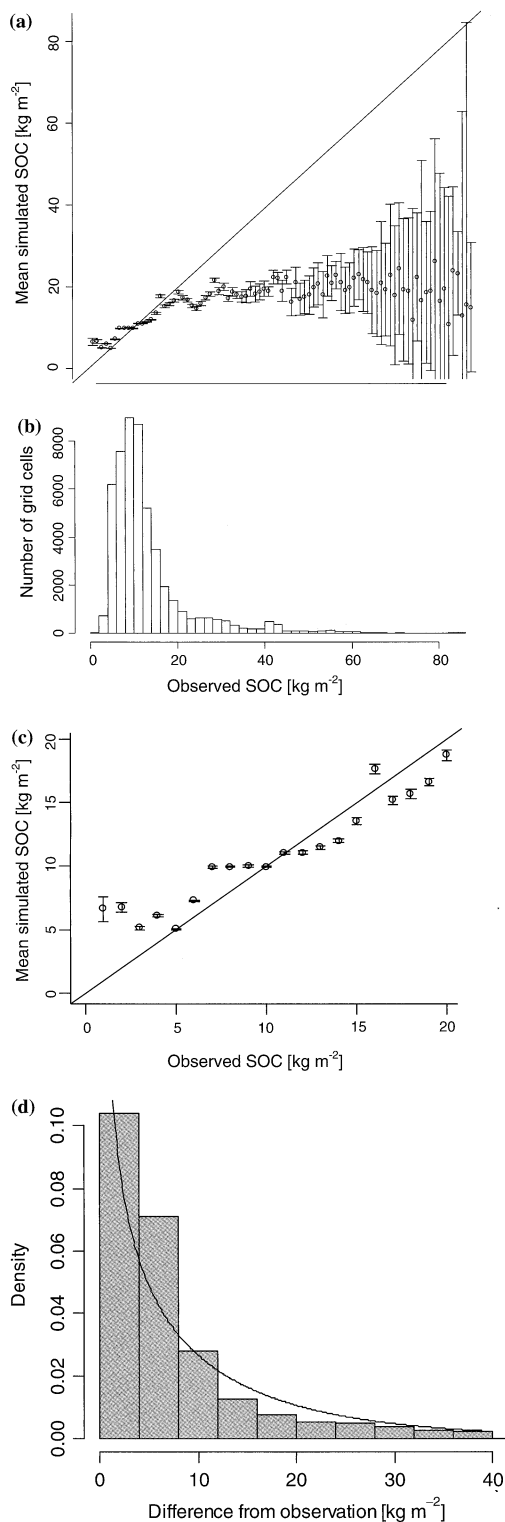 (a)
Mean simulated SOC [kg m-2]
80
60
40
20
0
(b)
Number of grid cells
8000
6000
4000
2000
0
0 20 40 60 80
Observed SOC [kg m-2]
(c)
Mean simulated SOC [kg m-2]
20
15
10
5
0
0 5 10 15 20
Observed SOC [kg m-2]
(d)
Density
0.10
0.08
0.06
0.04
0.02
0.00
0 10 20 30 40
Difference from observation [kg m−2]